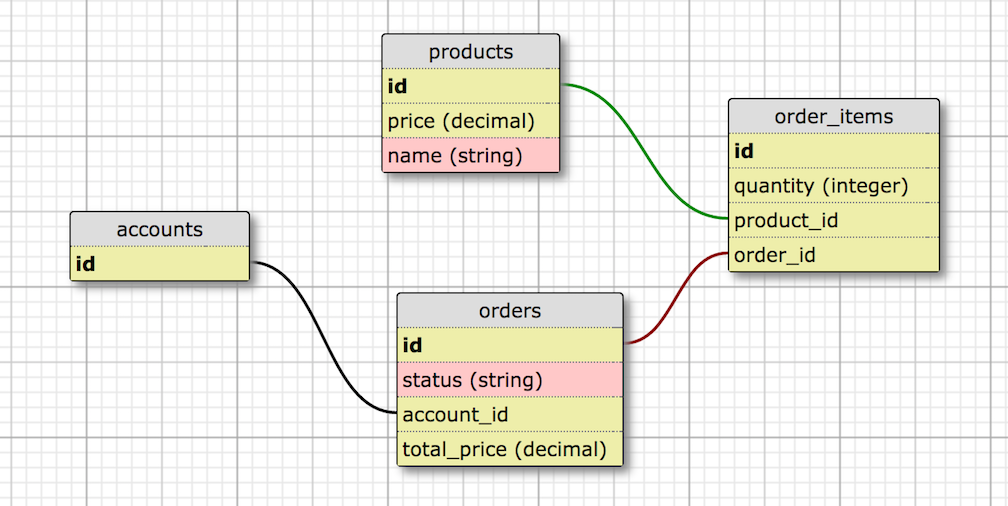 products
id
price (decimal)
name (string)
order_items
id
quantity (integer)
product_id
order_id
accounts
id
orders
id
status (string)
account_id
total_price (decimal)